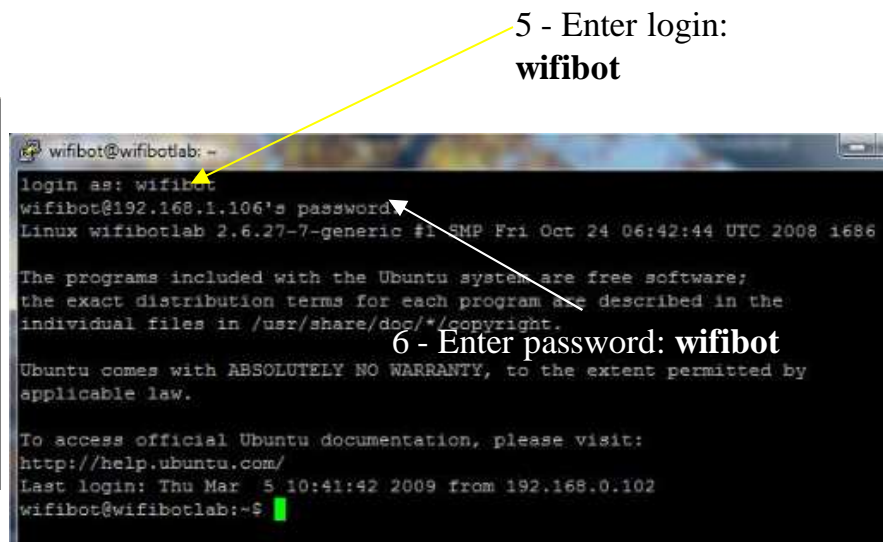 5 - Enter login:
wifibot
wifibot@wifibotlab: ~
login as: wifibot
wifibot@192.168.1.106's password:
Linux wifibotlab 2.6.27-7-generic #1 SMP Fri Oct 24 06:42:44 UTC 2008 i686
The programs included with the Ubuntu system are free software;
the exact distribution terms for each program are described in the
individual files in /usr/share/doc/*/copyright.
6 - Enter password: wifibot
Ubuntu comes with ABSOLUTELY NO WARRANTY, to the extent permitted by
applicable law.
To access official Ubuntu documentation, please visit:
http://help.ubuntu.com/
Last login: Thu Mar  5 10:41:42 2009 from 192.168.0.102
wifibot@wifibotlab:~$